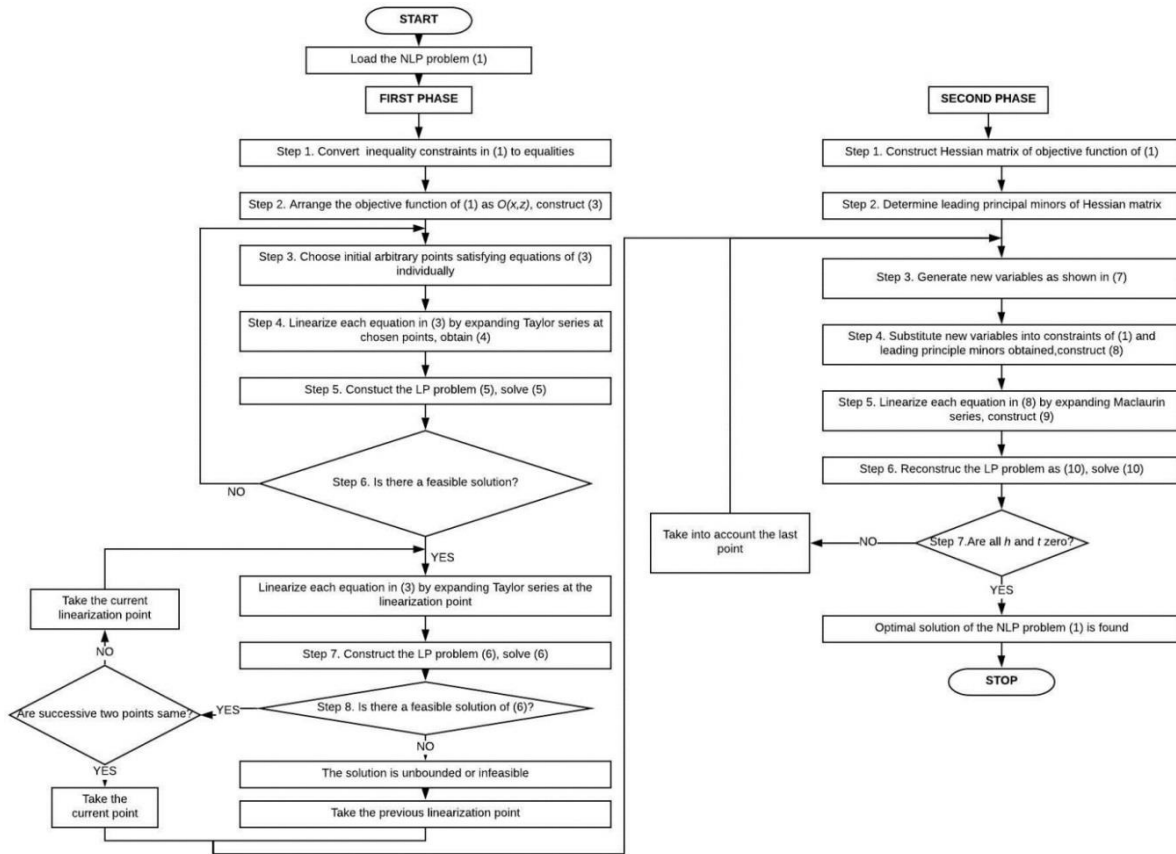 START
Load the NLP problem (1)
FIRST PHASE
Step 1. Convert inequality constraints in (1) to equalities
Step 2. Arrange the objective function of (1) as O(x,z), construct (3)
Step 3. Choose initial arbitrary points satisfying equations of (3)
individually
Step 4. Linearize each equation in (3) by expanding Taylor series at
chosen points, obtain (4)
Step 5. Constuct the LP problem (5), solve (5)
Step 6. Is there a feasible solution?
NO
YES
Linearize each equation in (3) by expanding Taylor series at the
linearization point
Take the current
linearization point
Step 7. Construct the LP problem (6), solve (6)
NO
Step 8. Is there a feasible solution of (6)?
YES
Are successive two points same?
NO
YES
The solution is unbounded or infeasible
Take the
current point
Take the previous linearization point
SECOND PHASE
Step 1. Construct Hessian matrix of objective function of (1)
Step 2. Determine leading principal minors of Hessian matrix
Step 3. Generate new variables as shown in (7)
Step 4. Substitute new variables into constraints of (1) and
leading principle minors obtained,construct (8)
Step 5. Linearize each equation in (8) by expanding Maclaurin
series, construct (9)
Step 6. Reconstruc the LP problem as (10), solve (10)
Take into account the last
point
NO
Step 7.Are all h and t zero?
YES
Optimal solution of the NLP problem (1) is found
STOP